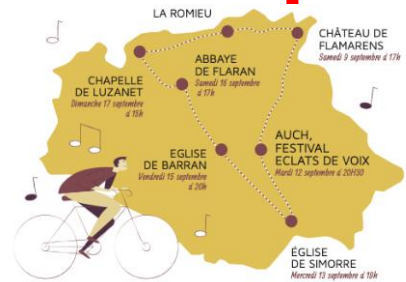 LA ROMIEU
CHÂTEAU DE
FLAMARENS
Samedi 9 septembre à 17h
ABBAYE
DE FLARAN
Samedi 16 septembre
à 17h
CHAPELLE
DE LUZANET
Dimanche 17 septembre
à 15h
AUCH,
FESTIVAL
ECLATS DE VOIX
Mardi 12 septembre à 20H30
EGLISE
DE BARRAN
Vendredi 15 septembre
à 20h
ÉGLISE
DE SIMORRE
Mercredi 13 septembre à 18h